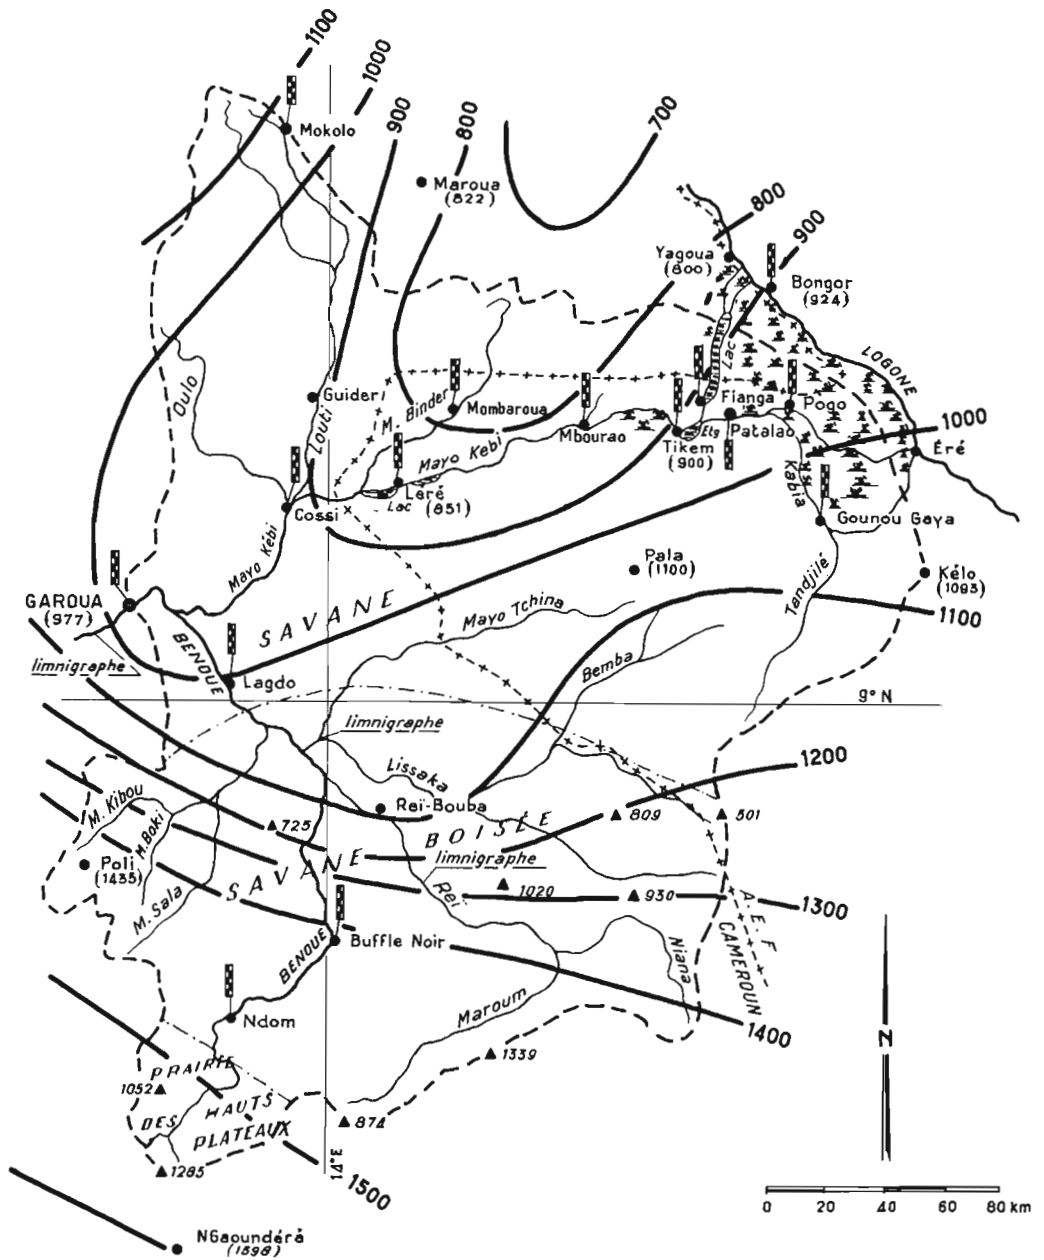 1100
1000
900
800
700
Mokolo
Maroua
(822)
800
900
Yagoua
(800)
Bongor
(924)
LOGONE
Oulo
Guider
Louti
M. Binder
Mombaroua
Lac
Fianga
Pogo
Mbourao
Mayo Kebi
Tikem
(900)
Etg
Patalao
1000
Éré
Kabia
Cossi
Lac
Léré
(851)
Gounou Gaya
Mayo Kébi
Pala
(1100)
Kélo
(1093)
GAROUA
(977)
SAVANE
Mayo Tchina
Tandjilé
1100
limnigraphe
BENOUE
Lagdo
Bemba
9° N
limnigraphe
Lissaka
1200
M. Kibou
M. Boki
725
Reï-Bouba
809
501
SAVANE BOISÉE
Poli
(1435)
limnigraphe
M. Sala
Reï
1020
930
1300
A.E.F
CAMEROUN
BENOUE
Buffle Noir
Niana
Ndom
Maroum
1400
N
1339
PRAIRIE
1052
DES
HAUTS
PLATEAUX
874
1285
14°E
1500
0 20 40 60 80 km
NGaoundéré
(1598)